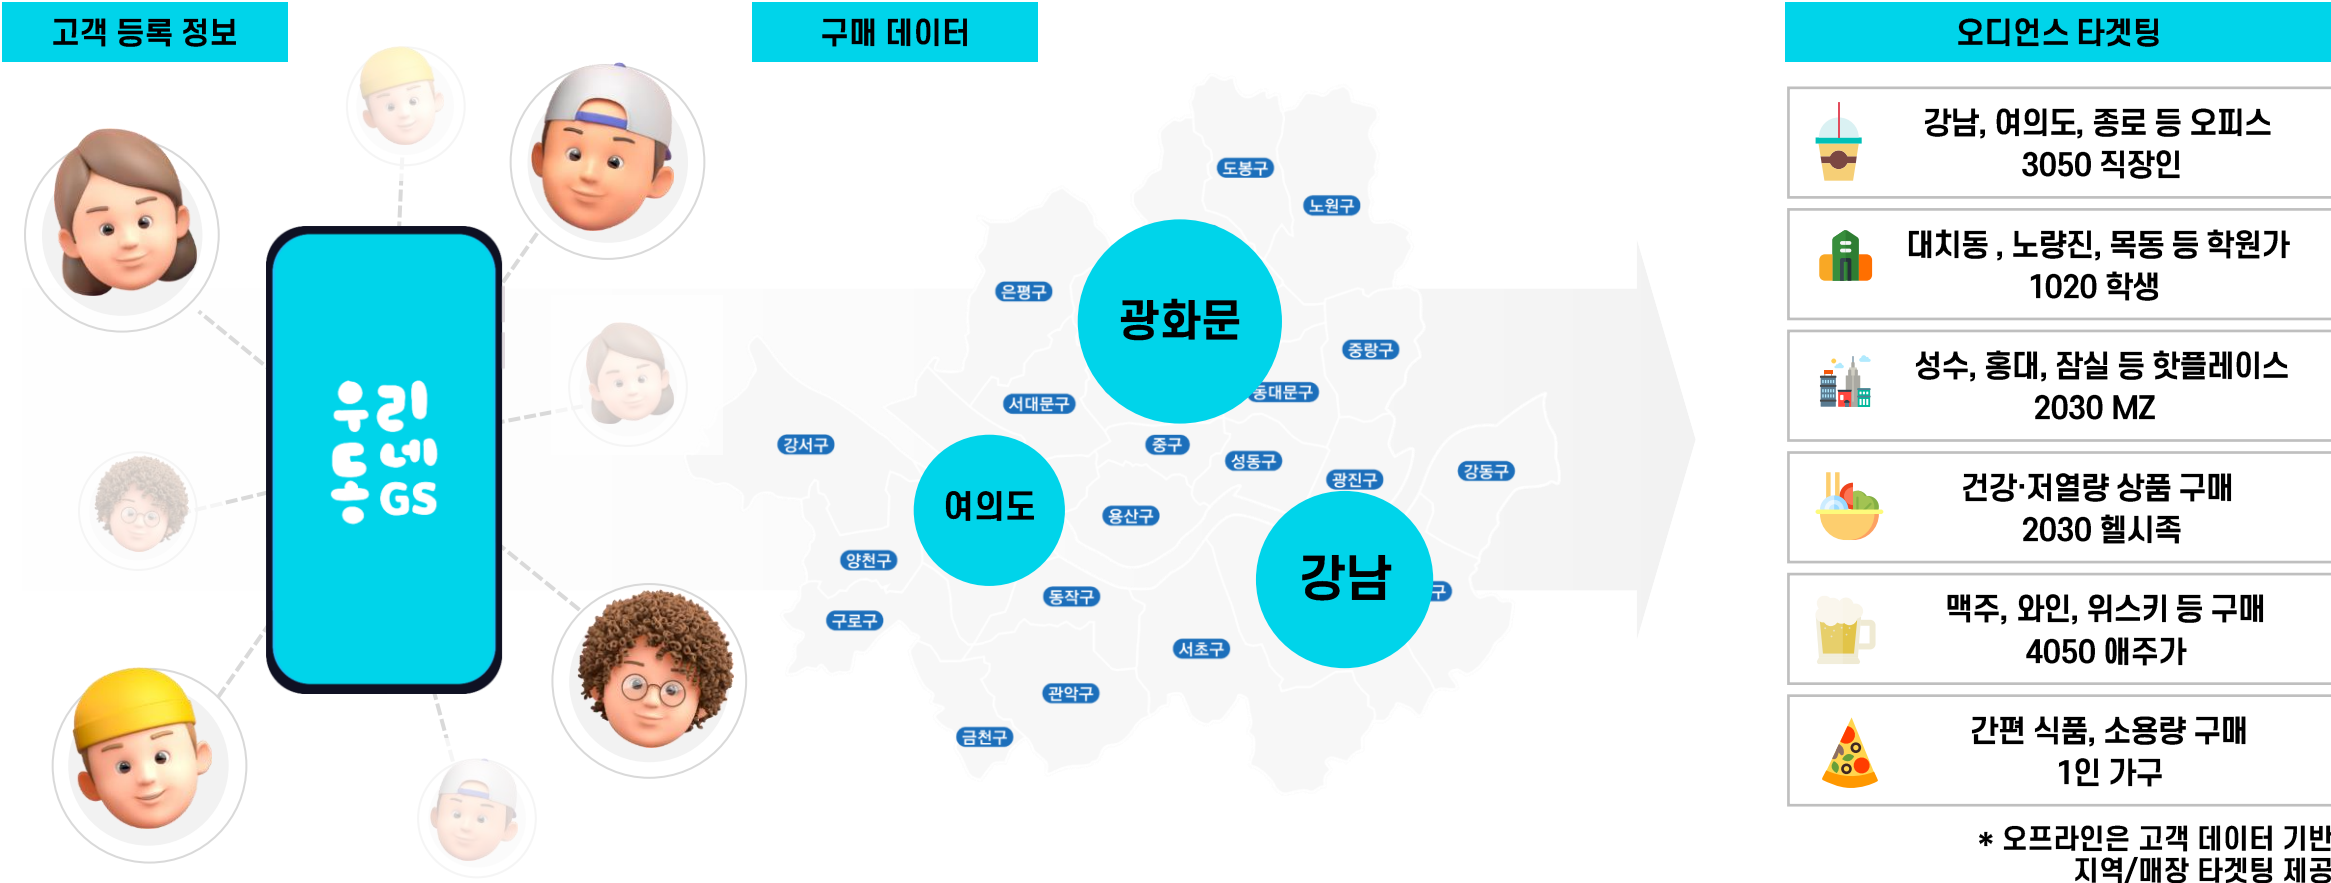 고객 등록 정보
우리
동네
GS
구매 데이터
도봉구
노원구
은평구
광화문
중랑구
동대문구
서대문구
강서구
중구
성동구
광진구
강동구
여의도
용산구
양천구
강남
구
동작구
구로구
서초구
관악구
금천구
오디언스 타겟팅
강남, 여의도, 종로 등 오피스
3050 직장인
대치동 , 노량진, 목동 등 학원가
1020 학생
성수, 홍대, 잠실 등 핫플레이스
2030 MZ
건강·저열량 상품 구매
2030 헬시족
맥주, 와인, 위스키 등 구매
4050 애주가
간편 식품, 소용량 구매
1인 가구
* 오프라인은 고객 데이터 기반
지역/매장 타겟팅 제공